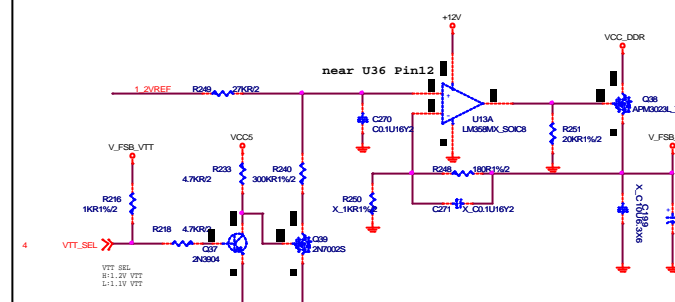 +12V
VCC_DDR
near U36 Pin12
1_2VREF
R249
27KR/2
Q38
APM3023L_
C270
C0.1U16Y2
U13A
LM358MX_SOIC8
R251
20KR1%/2
V_FSB_VTT
VCC5
V_FSB
R233
4.7KR/2
R240
300KR1%/2
R248
180R1%/2
R216
1KR1%/2
R250
X_1KR1%/2
C271
X_C0.1U16Y2
C189
R218
4.7KR/2
Q39
2N7002S
4
VTT_SEL
Q37
2N3904
VTT SEL
H:1.2V VTT
L:1.1V VTT